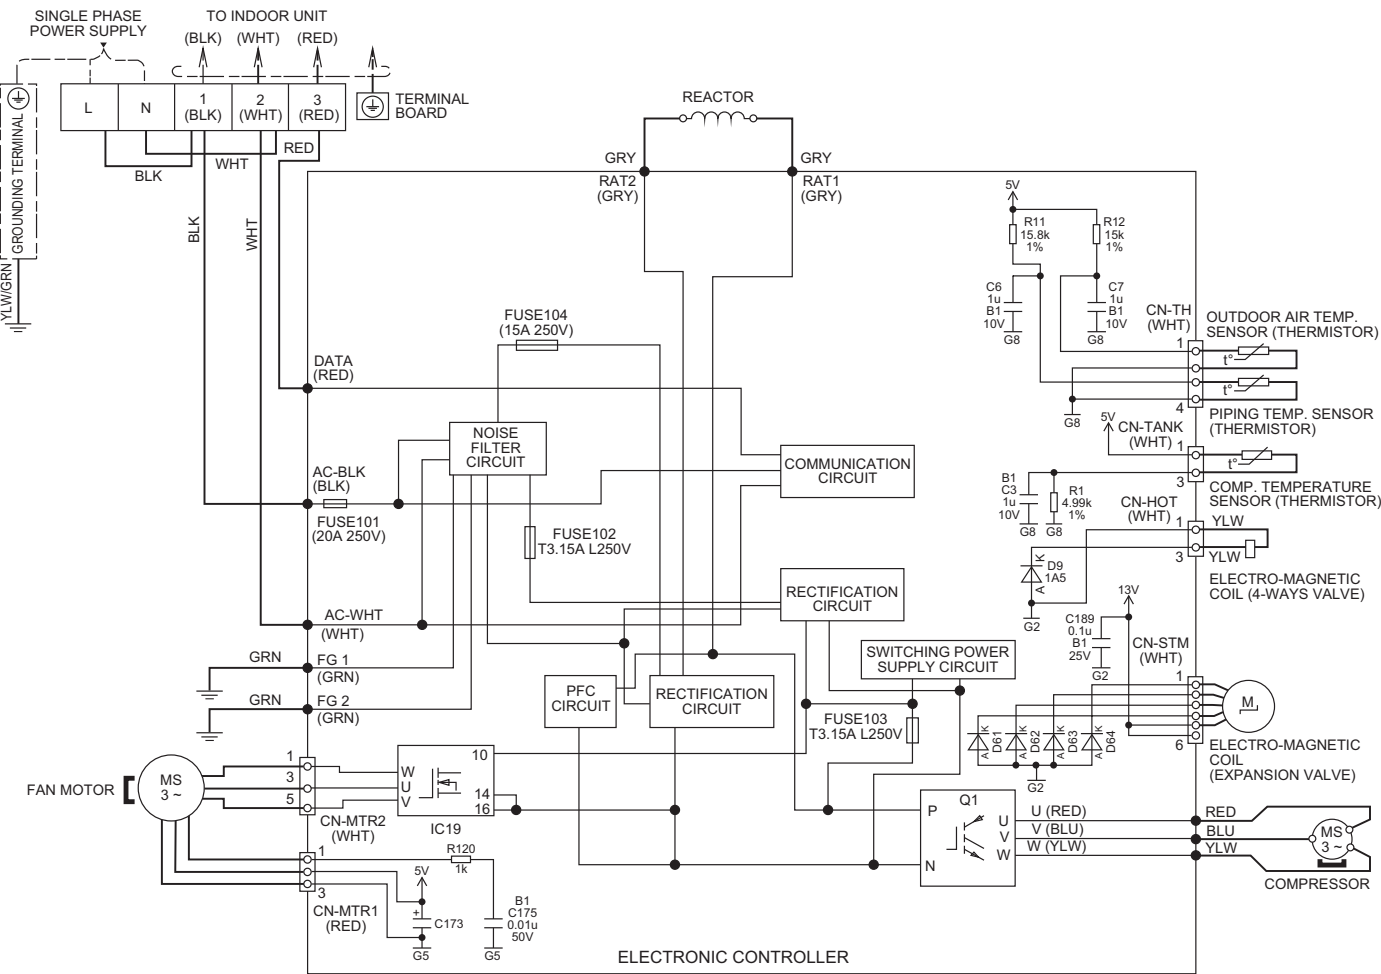 SINGLE PHASE
POWER SUPPLY
TO INDOOR UNIT
(BLK)
(WHT)
(RED)
L
N
1
(BLK)
2
(WHT)
3
(RED)
TERMINAL
BOARD
GROUNDING TERMINAL
YLW/GRN
BLK
WHT
RED
BLK
WHT
REACTOR
GRY
GRY
RAT2
(GRY)
RAT1
(GRY)
5V
R11
15.8k
1%
R12
15k
1%
C6
1u
B1
10V
G8
C7
1u
B1
10V
G8
CN-TH
(WHT)
1
4
G8
OUTDOOR AIR TEMP.
SENSOR (THERMISTOR)
t°
t°
PIPING TEMP. SENSOR
(THERMISTOR)
FUSE104
(15A 250V)
DATA
(RED)
NOISE
FILTER
CIRCUIT
COMMUNICATION
CIRCUIT
5V
CN-TANK
(WHT)
1
3
t°
COMP. TEMPERATURE
SENSOR (THERMISTOR)
B1
C3
1u
10V
G8
R1
4.99k
1%
G8
AC-BLK
(BLK)
FUSE101
(20A 250V)
FUSE102
T3.15A L250V
CN-HOT
(WHT)
1
3
YLW
YLW
ELECTRO-MAGNETIC
COIL (4-WAYS VALVE)
K
D9
1A5
A
G2
RECTIFICATION
CIRCUIT
AC-WHT
(WHT)
13V
C189
0.1u
B1
25V
G2
CN-STM
(WHT)
1
6
SWITCHING POWER
SUPPLY CIRCUIT
GRN
FG 1
(GRN)
GRN
FG 2
(GRN)
PFC
CIRCUIT
RECTIFICATION
CIRCUIT
FUSE103
T3.15A L250V
K
A
D61
K
A
D62
K
A
D63
K
A
D64
G2
M
ELECTRO-MAGNETIC
COIL
(EXPANSION VALVE)
FAN MOTOR
MS
3 ~
1
3
5
CN-MTR2
(WHT)
W
U
V
10
14
16
IC19
P
N
Q1
U
V
W
U (RED)
V (BLU)
W (YLW)
RED
BLU
YLW
MS
3 ~
COMPRESSOR
1
3
CN-MTR1
(RED)
R120
1k
5V
+
C173
G5
B1
C175
0.01u
50V
G5
ELECTRONIC CONTROLLER